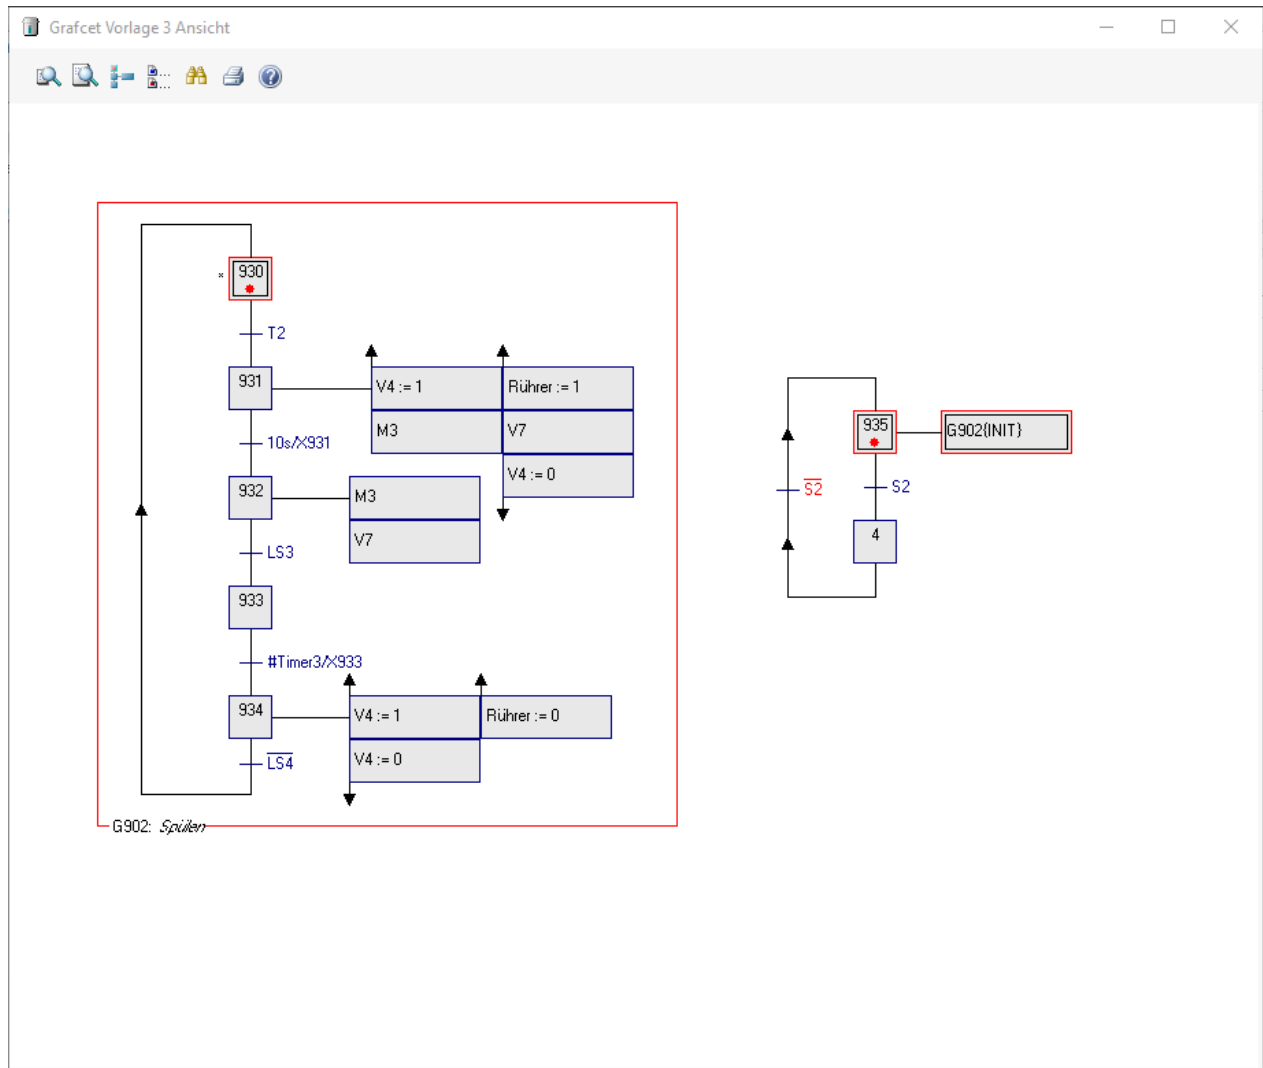 Grafcet Vorlage 3 Ansicht
930
T2
931
V4 := 1
Rührer := 1
M3
V7
V4 := 0
10s/X931
932
M3
V7
LS3
933
#Timer3/X933
934
V4 := 1
Rührer := 0
V4 := 0
L̅S̅4̅
G902: Spülen
935
G902{INIT}
S̅2̅
S2
4